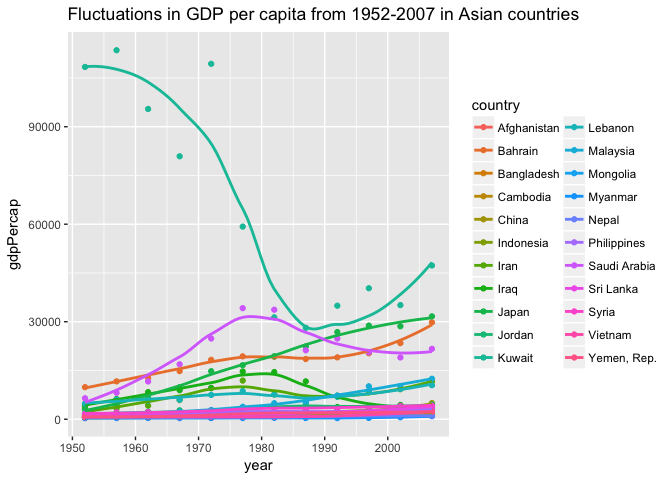 Fluctuations in GDP per capita from 1952-2007 in Asian countries
gdpPercap
90000
60000
30000
0
1950
1960
1970
1980
1990
2000
year
country
Afghanistan
Bahrain
Bangladesh
Cambodia
China
Indonesia
Iran
Iraq
Japan
Jordan
Kuwait
Lebanon
Malaysia
Mongolia
Myanmar
Nepal
Philippines
Saudi Arabia
Sri Lanka
Syria
Vietnam
Yemen, Rep.